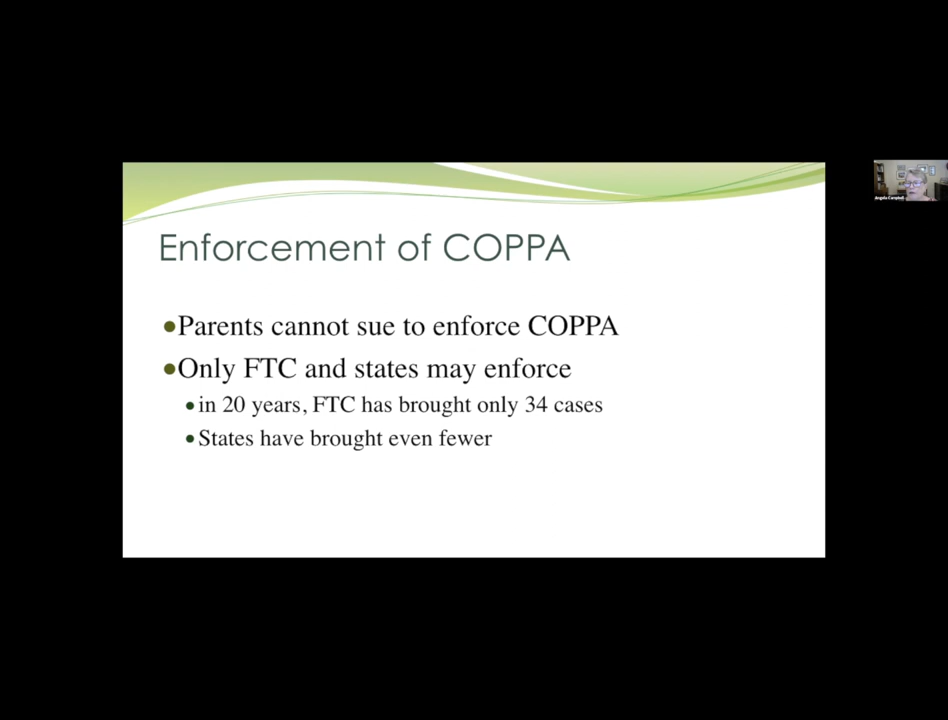 Enforcement of COPPA
•Parents cannot sue to enforce COPPA
•Only FTC and states may enforce
•in 20 years, FTC has brought only 34 cases
•States have brought even fewer
Angela Campbell